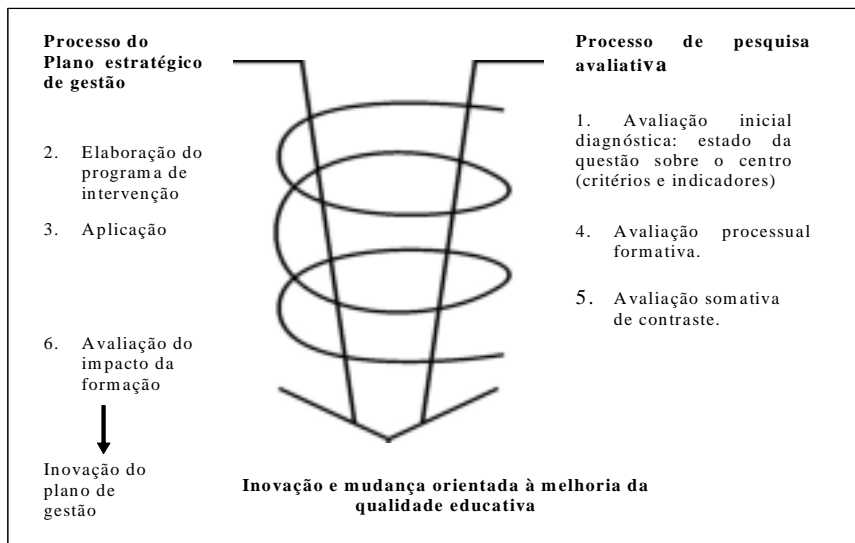 Processo do
Plano estratégico
de gestão
2. Elaboração do
programa de
intervenção
3. Aplicação
6. Avaliação do
impacto da
formação
Inovação do
plano de
gestão
Processo de pesquisa
avaliativa
1. Avaliação inicial
diagnóstica: estado da
questão sobre o centro
(critérios e indicadores)
4. Avaliação processual
formativa.
5. Avaliação somativa
de contraste.
Inovação e mudança orientada à melhoria da
qualidade educativa